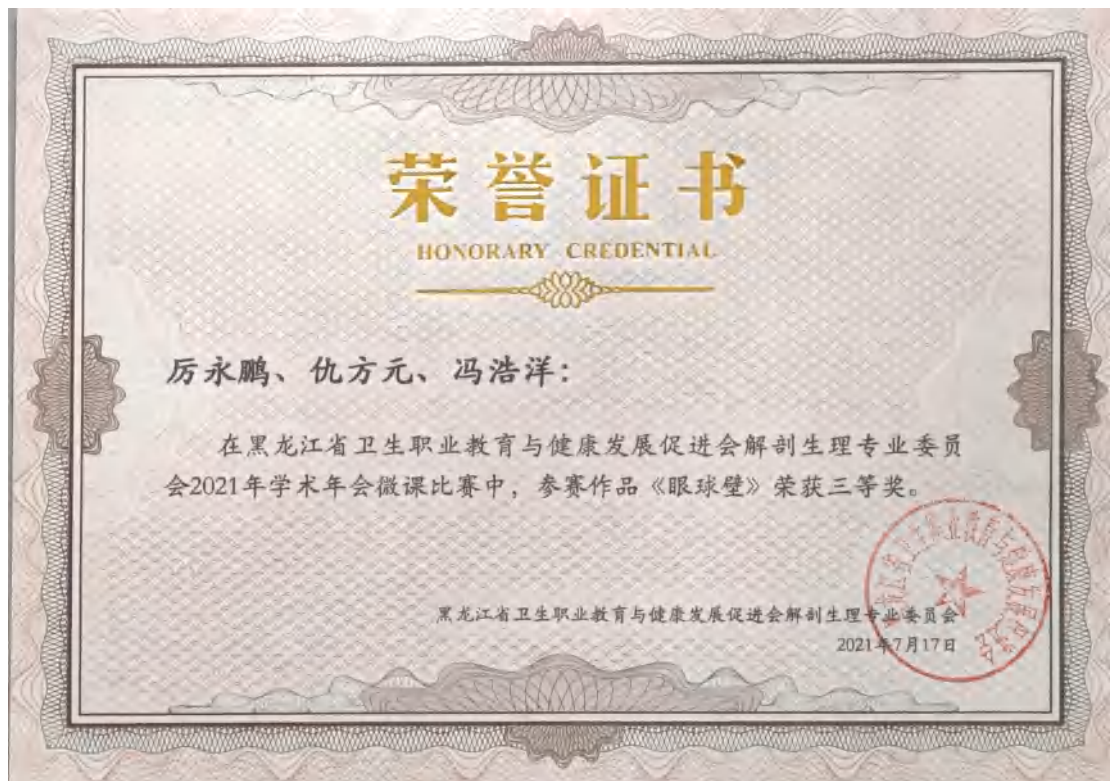 荣誉证书
HONORARY CREDENTIAL
厉永鹏、仇方元、冯浩洋：
在黑龙江省卫生职业教育与健康发展促进会解剖生理专业委员
会2021年学术年会微课比赛中，参赛作品《眼球壁》荣获三等奖。
黑龙江省卫生职业教育与健康发展促进会解剖生理专业委员会
2021年7月17日